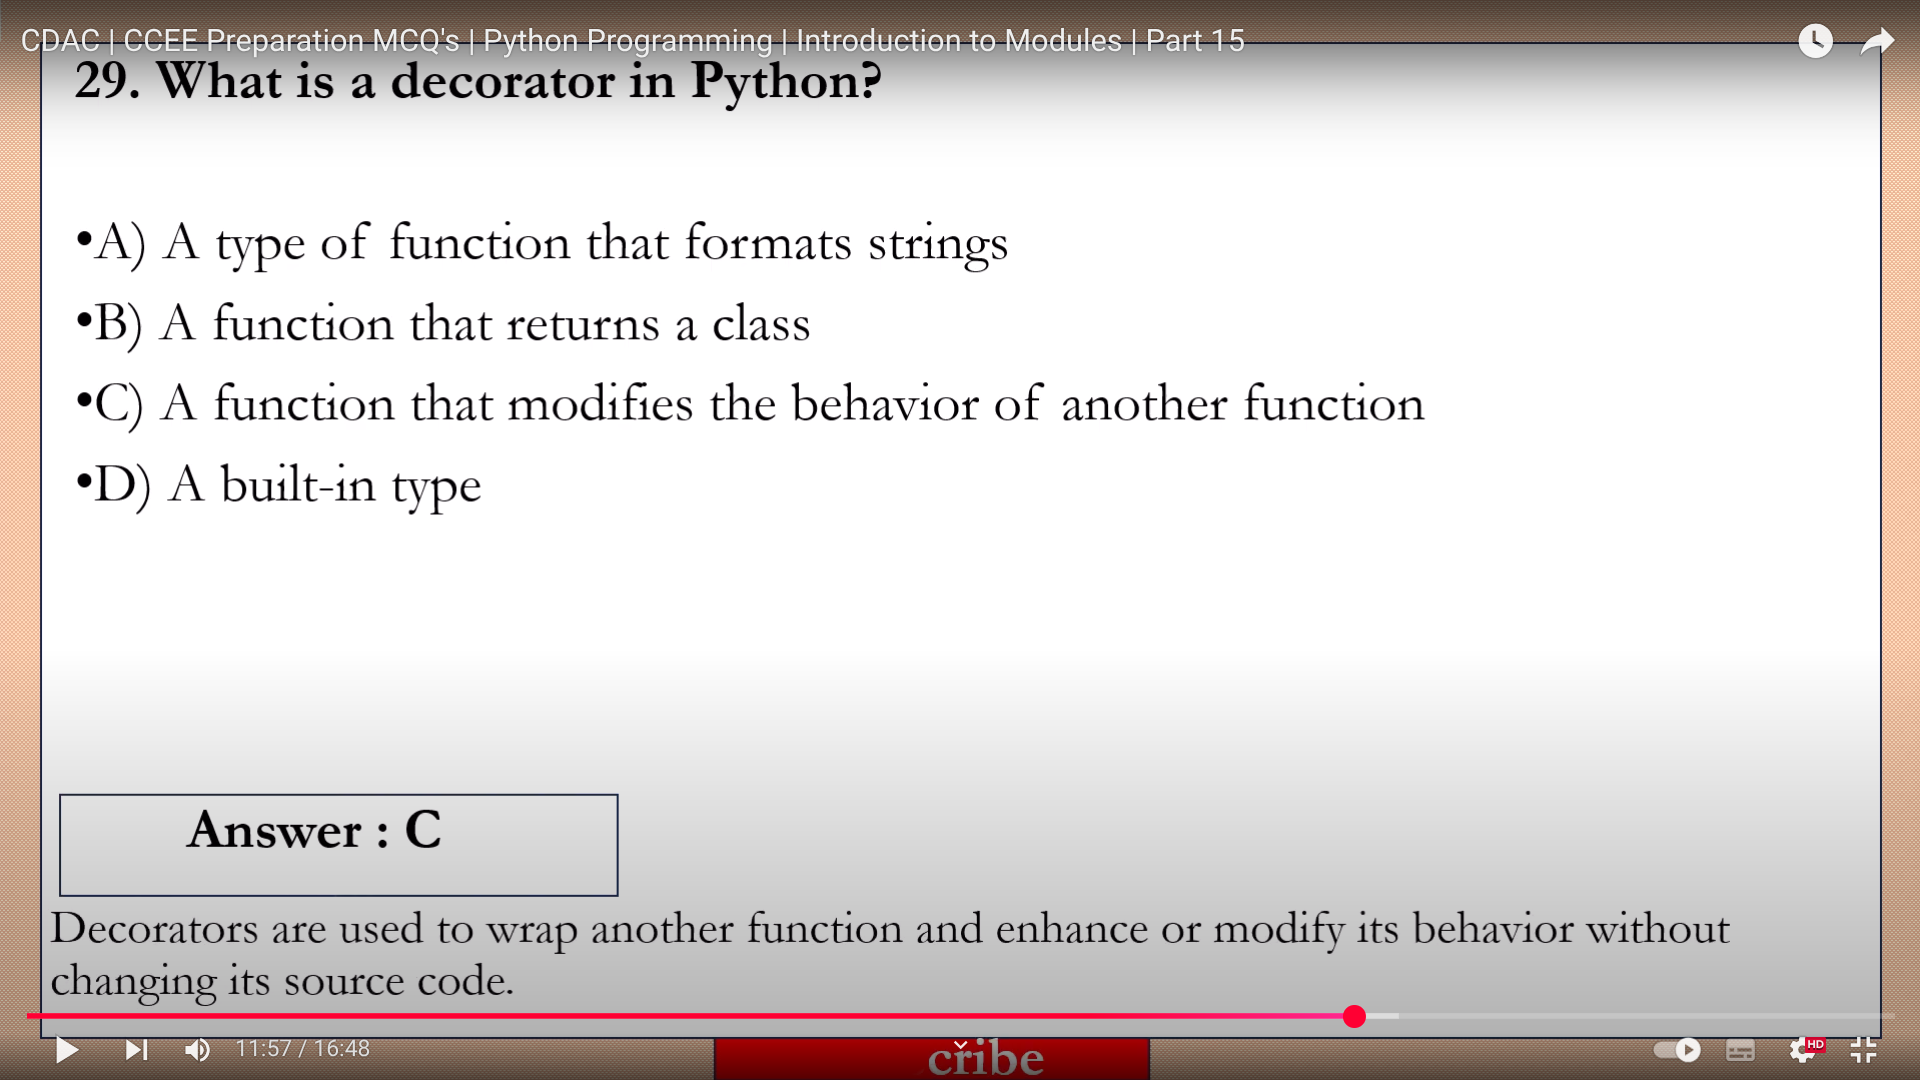 CDAC | CCEE Preparation MCQ's | Python Programming | Introduction to Modules | Part 15
29. What is a decorator in Python?
•A) A type of function that formats strings
•B) A function that returns a class
•C) A function that modifies the behavior of another function
•D) A built-in type
Answer : C
Decorators are used to wrap another function and enhance or modify its behavior without
changing its source code.
11:57 / 16:48
cribe
HD